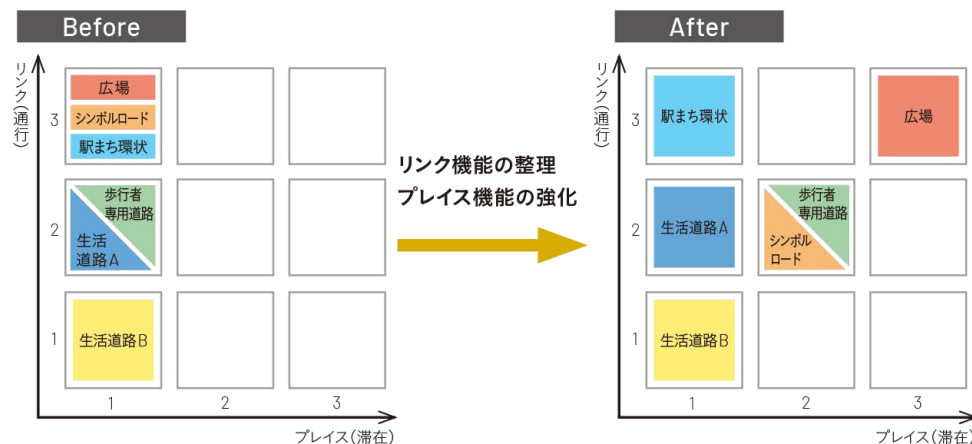 Before
リンク(通行)
3
広場
シンボルロード
駅まち環状
2
歩行者
専用道路
生活
道路A
1
生活道路B
1
2
3
プレイス(滞在)
リンク機能の整理
プレイス機能の強化
After
リンク(通行)
3
駅まち環状
広場
2
生活道路A
歩行者
専用道路
シンボル
ロード
1
生活道路B
1
2
3
プレイス(滞在)